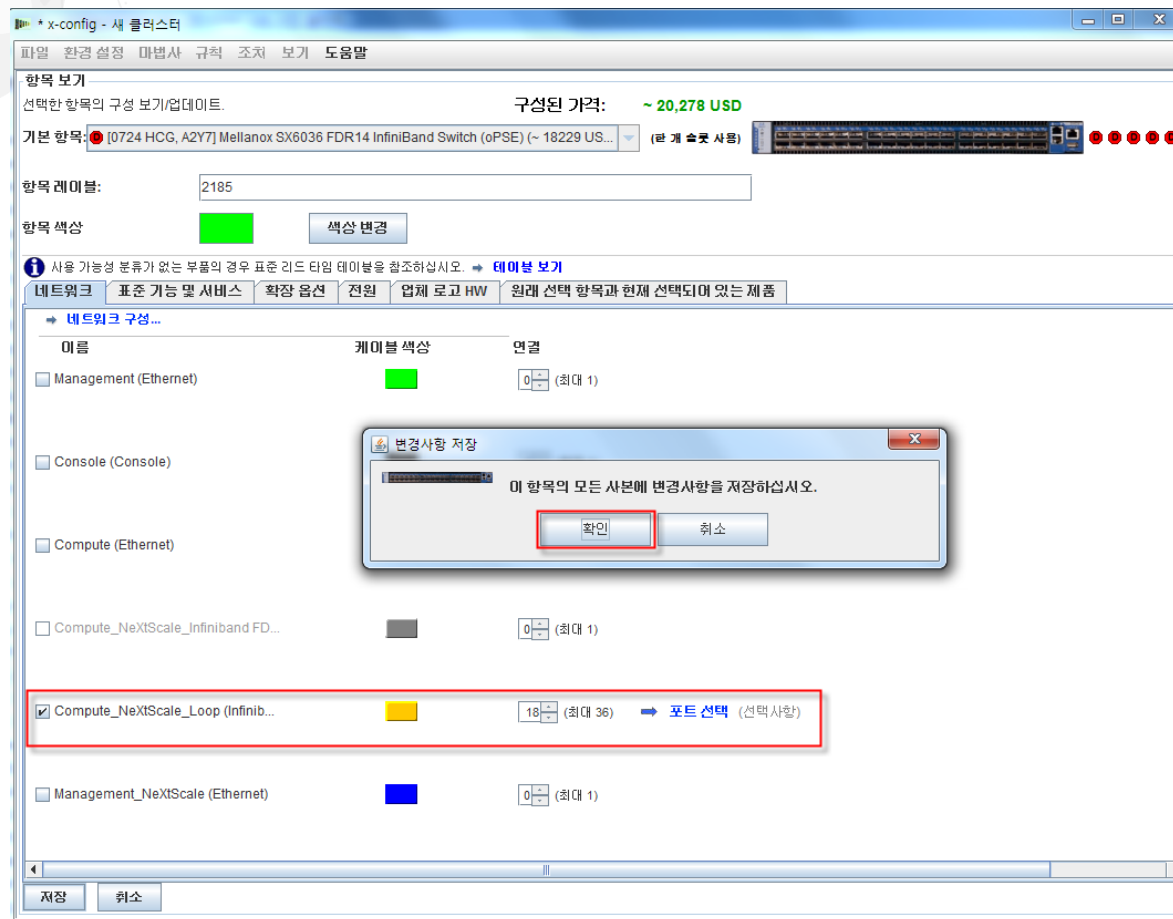 * x-config - 새 클러스터
파일 환경 설정 마법사 규칙 조치 보기 도움말
항목 보기
선택한 항목의 구성 보기/업데이트.
구성된 가격: ~ 20,278 USD
기본 항목: [0724 HCG, A2Y7] Mellanox SX6036 FDR14 InfiniBand Switch (oPSE) (~ 18229 US... (한 개 슬롯 사용)
항목 레이블: 2185
항목 색상 색상 변경
사용 가능성 분류가 없는 부품의 경우 표준 리드 타임 테이블을 참조하십시오. 테이블 보기
네트워크 표준 기능 및 서비스 확장 옵션 전원 업체 로고 HW 원래 선택 항목과 현재 선택되며 있는 제품
네트워크 구성...
이름 케이블 색상 연결
Management (Ethernet) 0 (최대 1)
변경사항 저장
Console (Console)
이 항목의 모든 사본에 변경사항을 저장하십시오.
확인 취소
Compute (Ethernet)
Compute_NeXtScale_Infiniband FD... 0 (최대 1)
Compute_NeXtScale_Loop (Infinib... 18 (최대 36) 포트 선택 (선택사항)
Management_NeXtScale (Ethernet) 0 (최대 1)
저장 취소